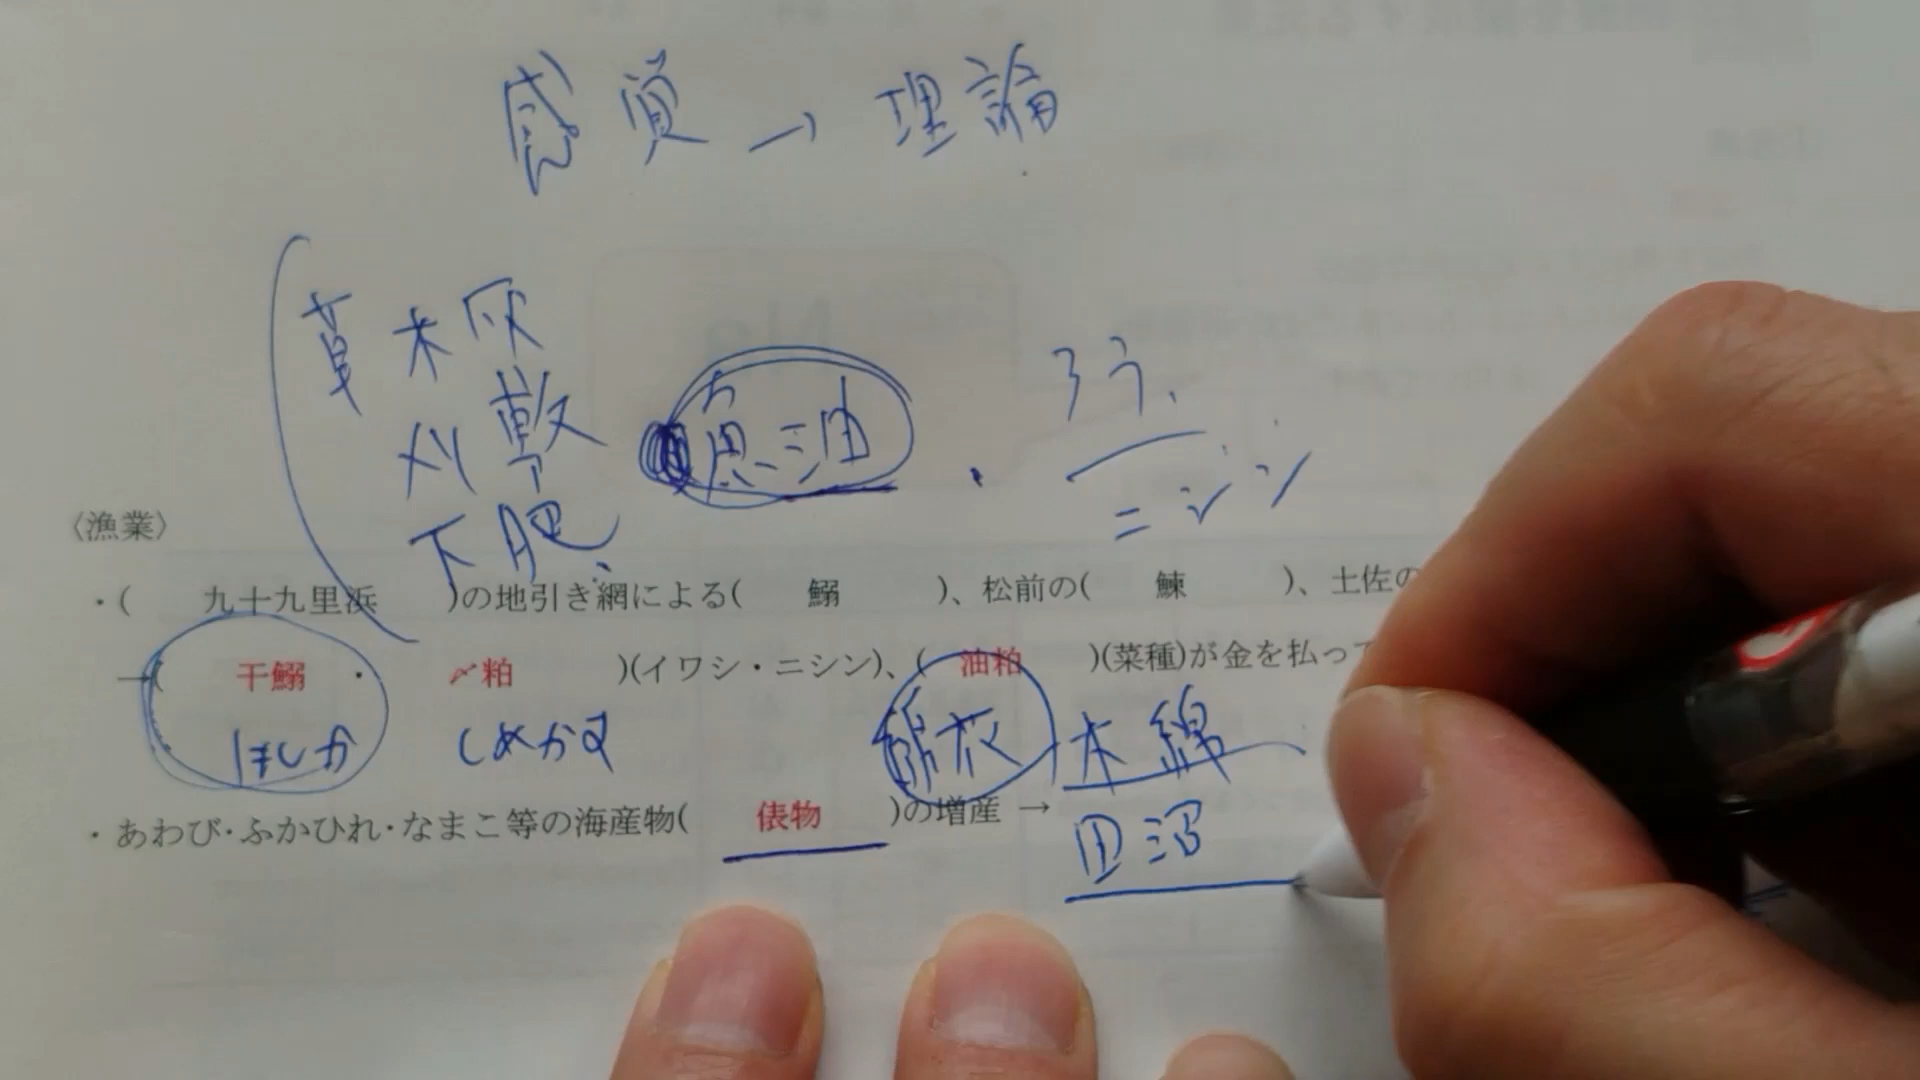 感覚→理論
草木灰
刈敷
下肥
魚油
ろう
ニシン
〈漁業〉
・( 九十九里浜 )の地引き網による( 鰯 )、松前の( 鰊 )、土佐の
→( 干鰯 ・ 〆粕 )(イワシ・ニシン)、( 油粕 )(菜種)が金を払って
ほしか しめかす 綿花 木綿
・あわび・ふかひれ・なまこ等の海産物( 俵物 )の増産 →
田沼